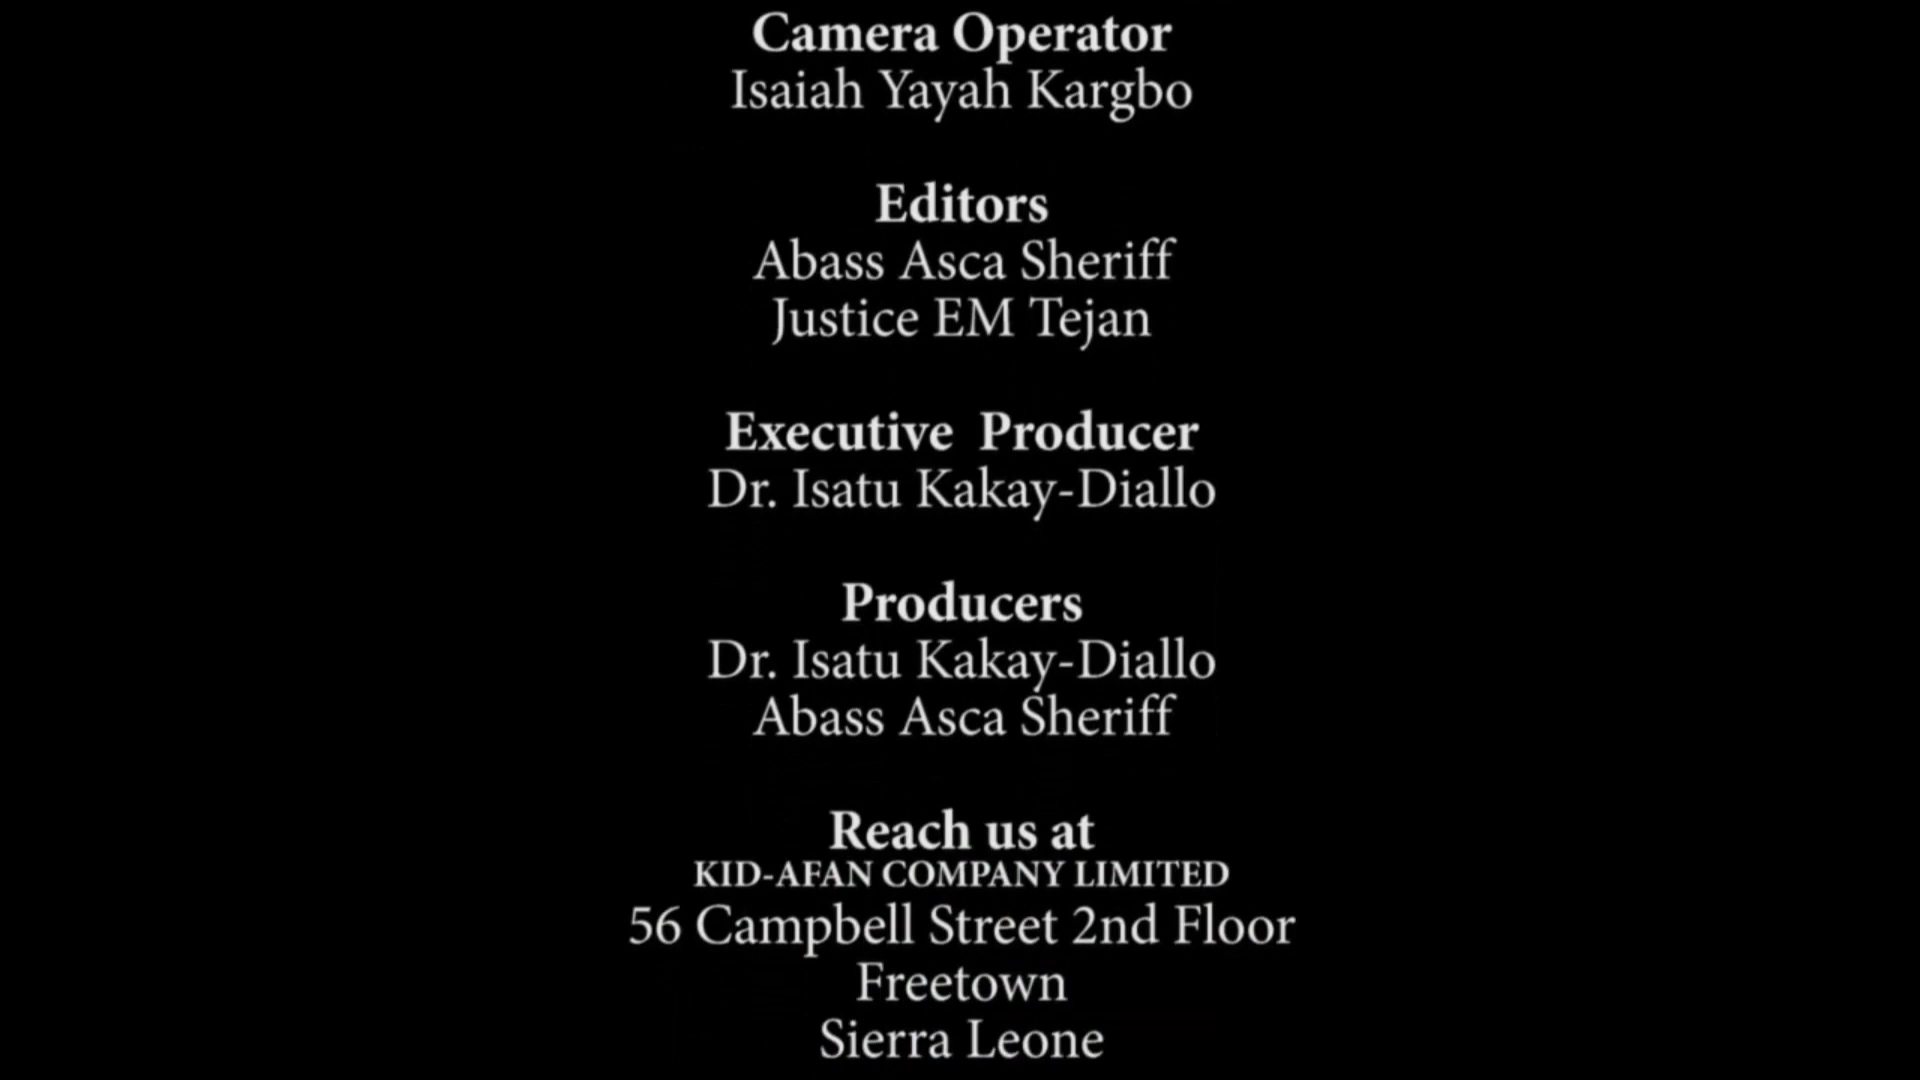 Camera Operator
Isaiah Yayah Kargbo
Editors
Abass Asca Sheriff
Justice EM Tejan
Executive Producer
Dr. Isatu Kakay-Diallo
Producers
Dr. Isatu Kakay-Diallo
Abass Asca Sheriff
Reach us at
KID-AFAN COMPANY LIMITED
56 Campbell Street 2nd Floor
Freetown
Sierra Leone